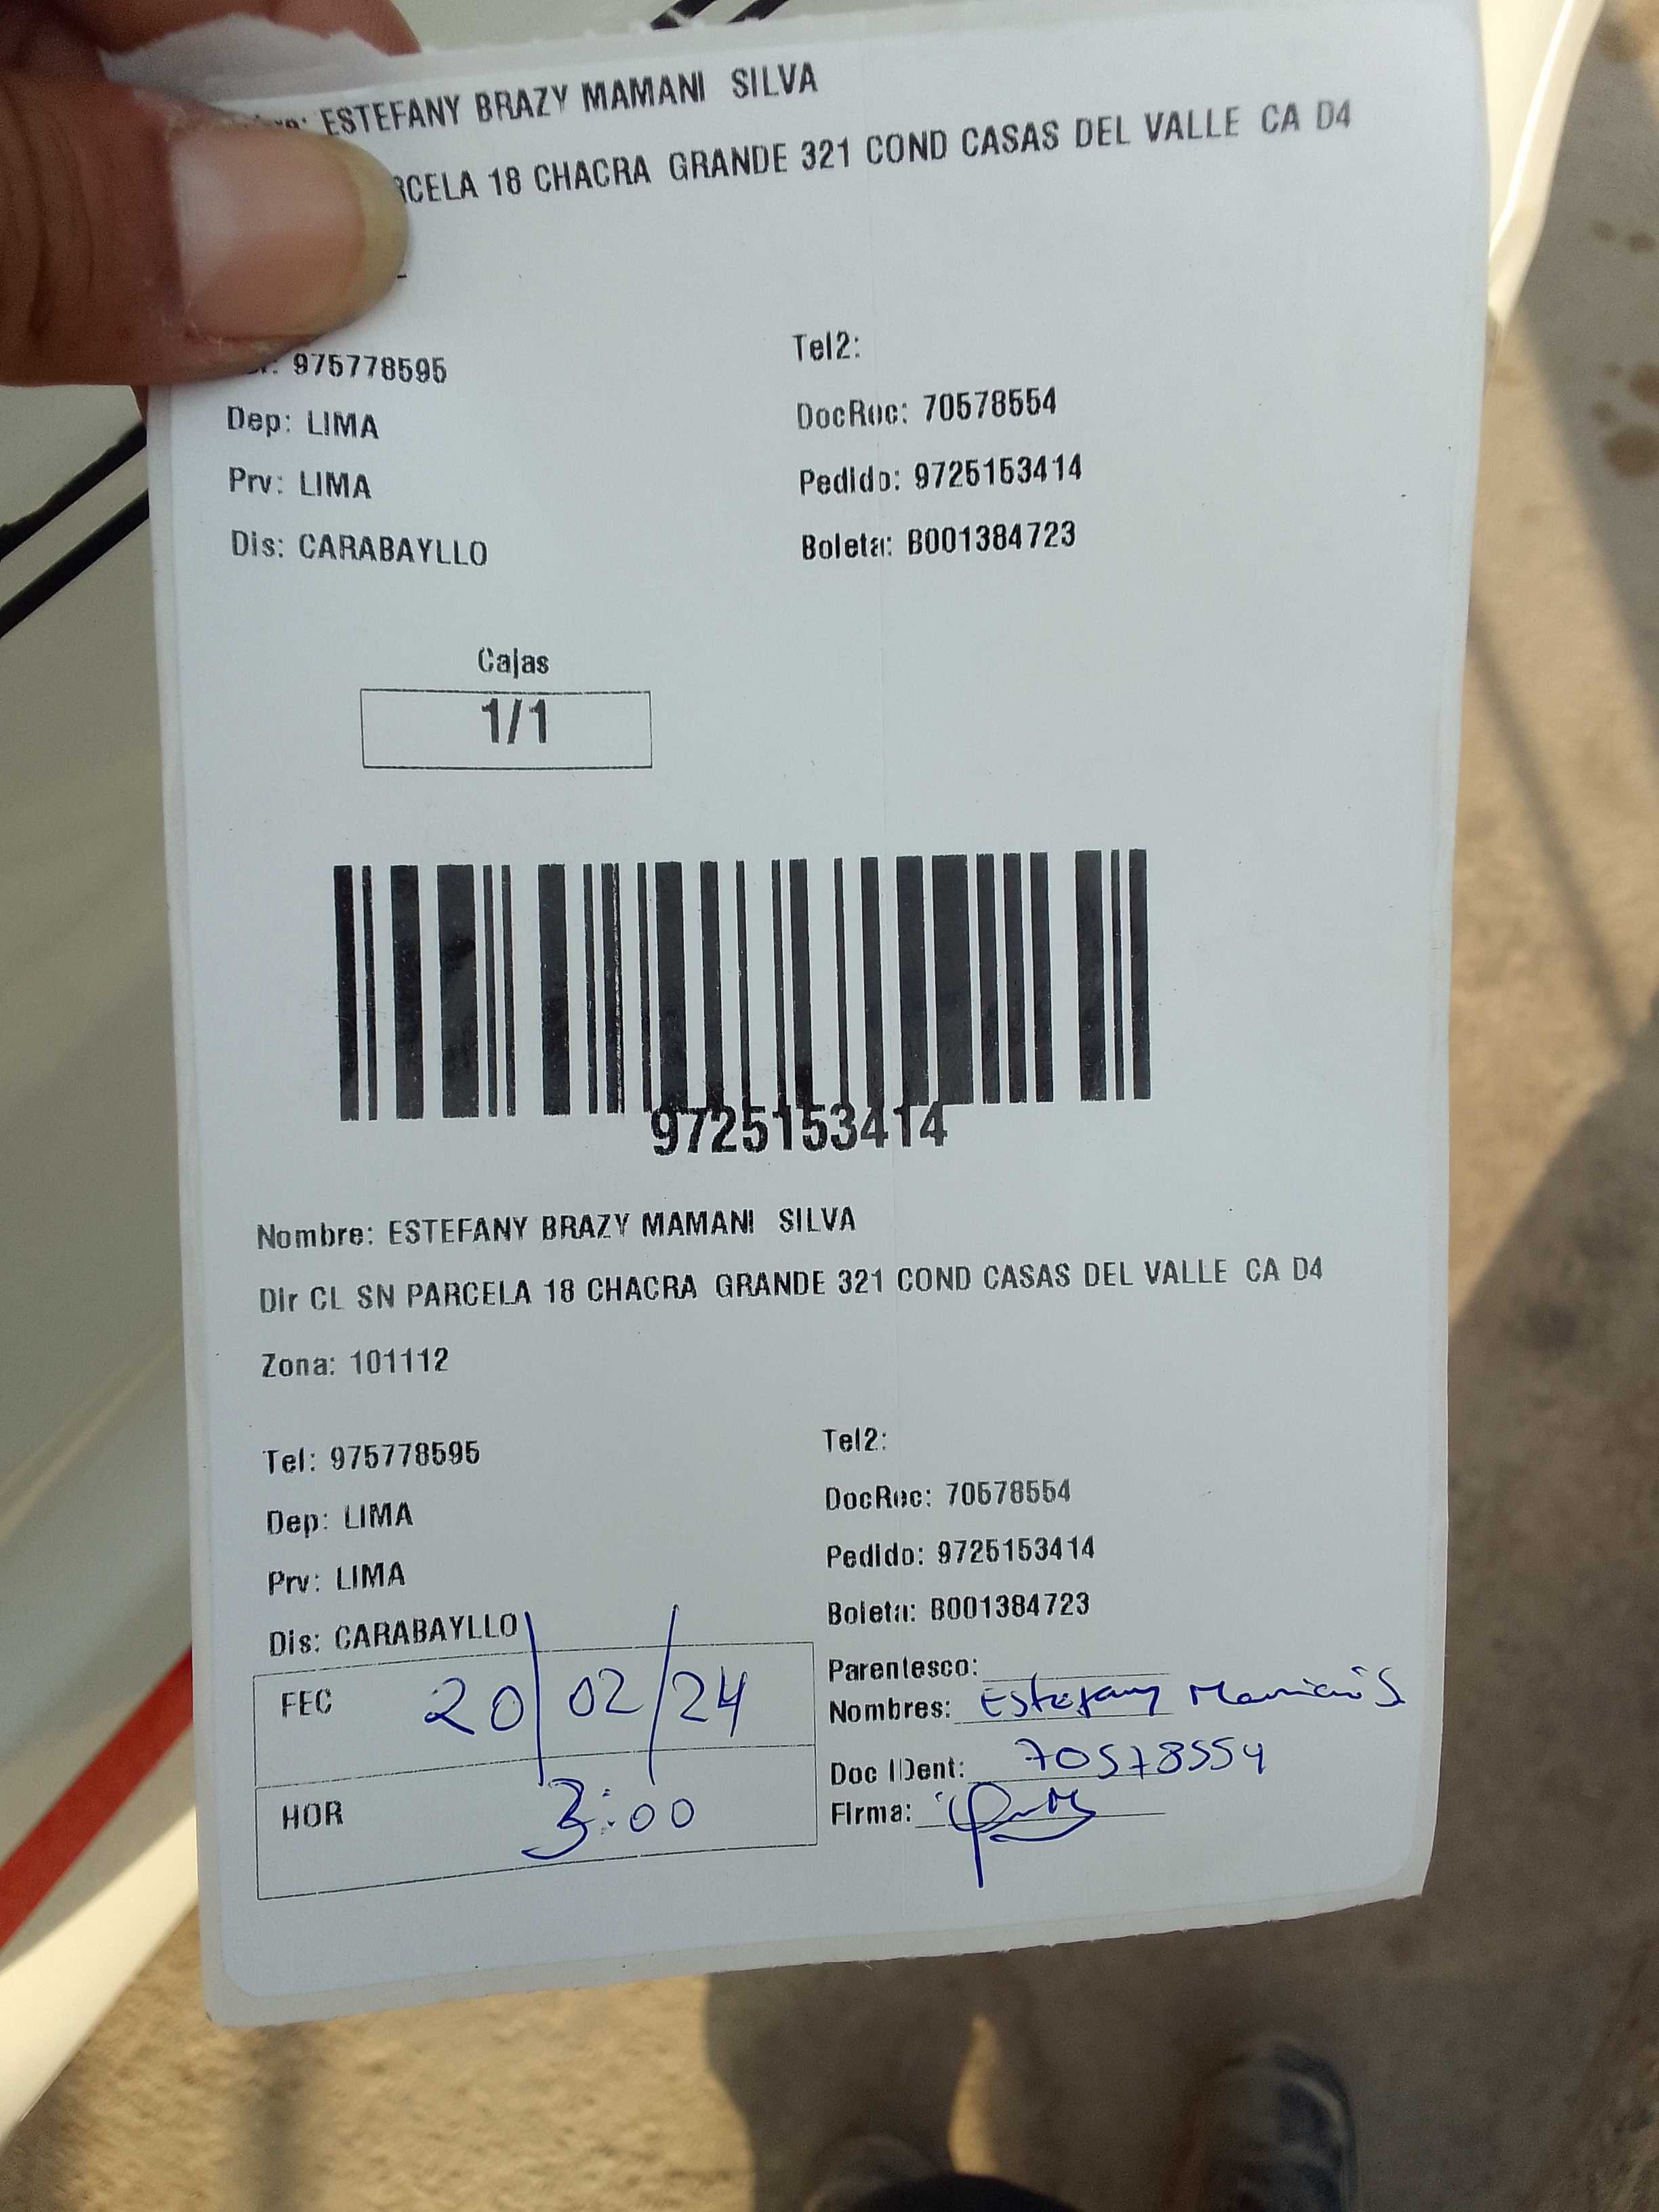 ESTEFANY BRAZY MAMANI SILVA
PARCELA 18 CHACRA GRANDE 321 COND CASAS DEL VALLE CA D4
975778595 Tel2:
Dep: LIMA DocRec: 70578554
Prv: LIMA Pedido: 9725153414
Dis: CARABAYLLO Boleta: B001384723
Cajas
1/1
9725153414
Nombre: ESTEFANY BRAZY MAMANI SILVA
Dir CL SN PARCELA 18 CHACRA GRANDE 321 COND CASAS DEL VALLE CA D4
Zona: 101112
Tel: 975778595 Tel2:
Dep: LIMA DocRec: 70578554
Prv: LIMA Pedido: 9725153414
Dis: CARABAYLLO Boleta: B001384723
Parentesco:
FEC 20/02/24 Nombres: Estefany Mamani S
Doc IDent: 70578554
HOR 3:00 Firma: